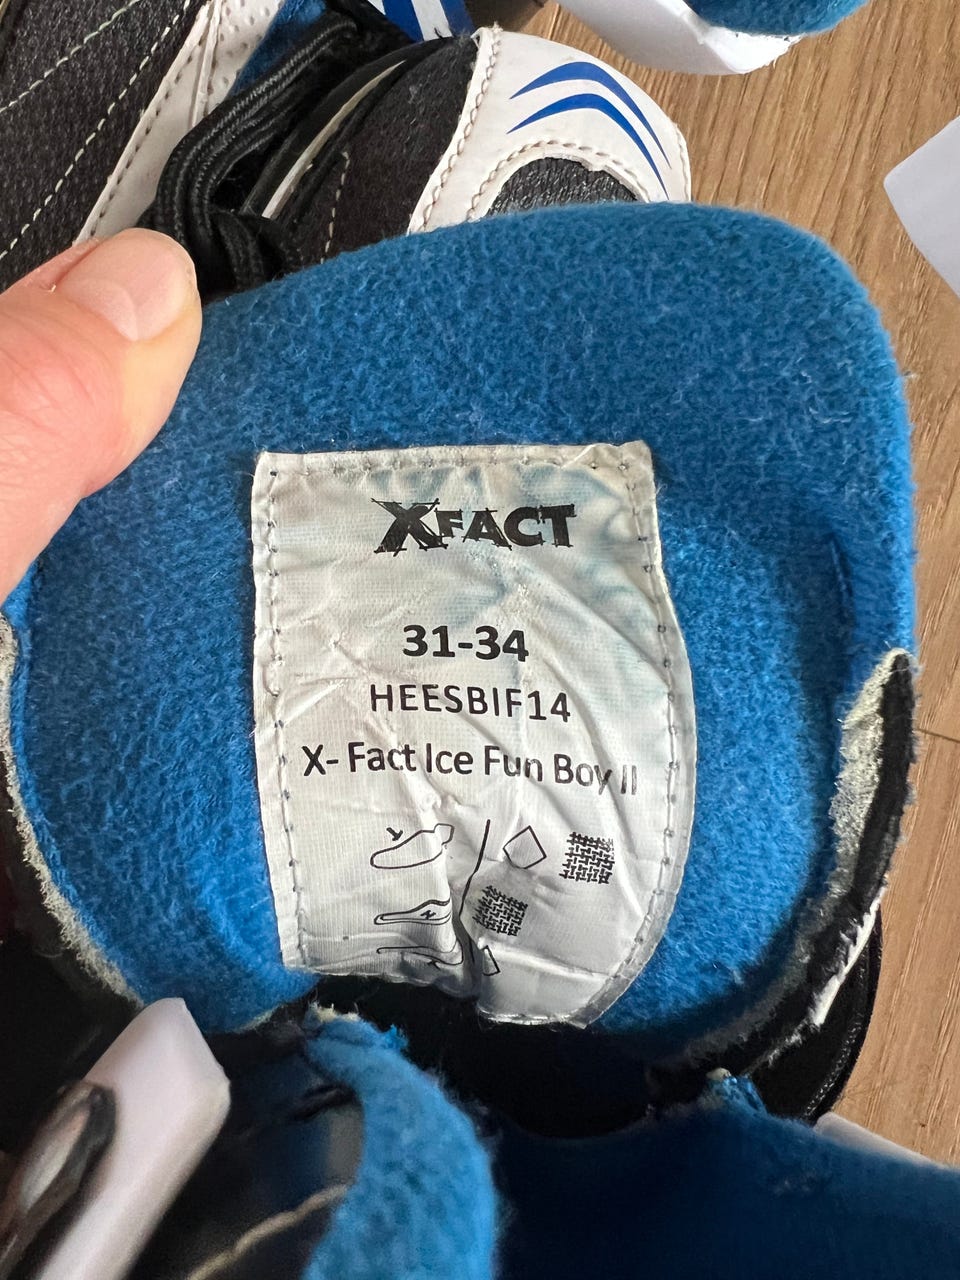 XFACT
31-34
HEESBIF14
X- Fact Ice Fun Boy II